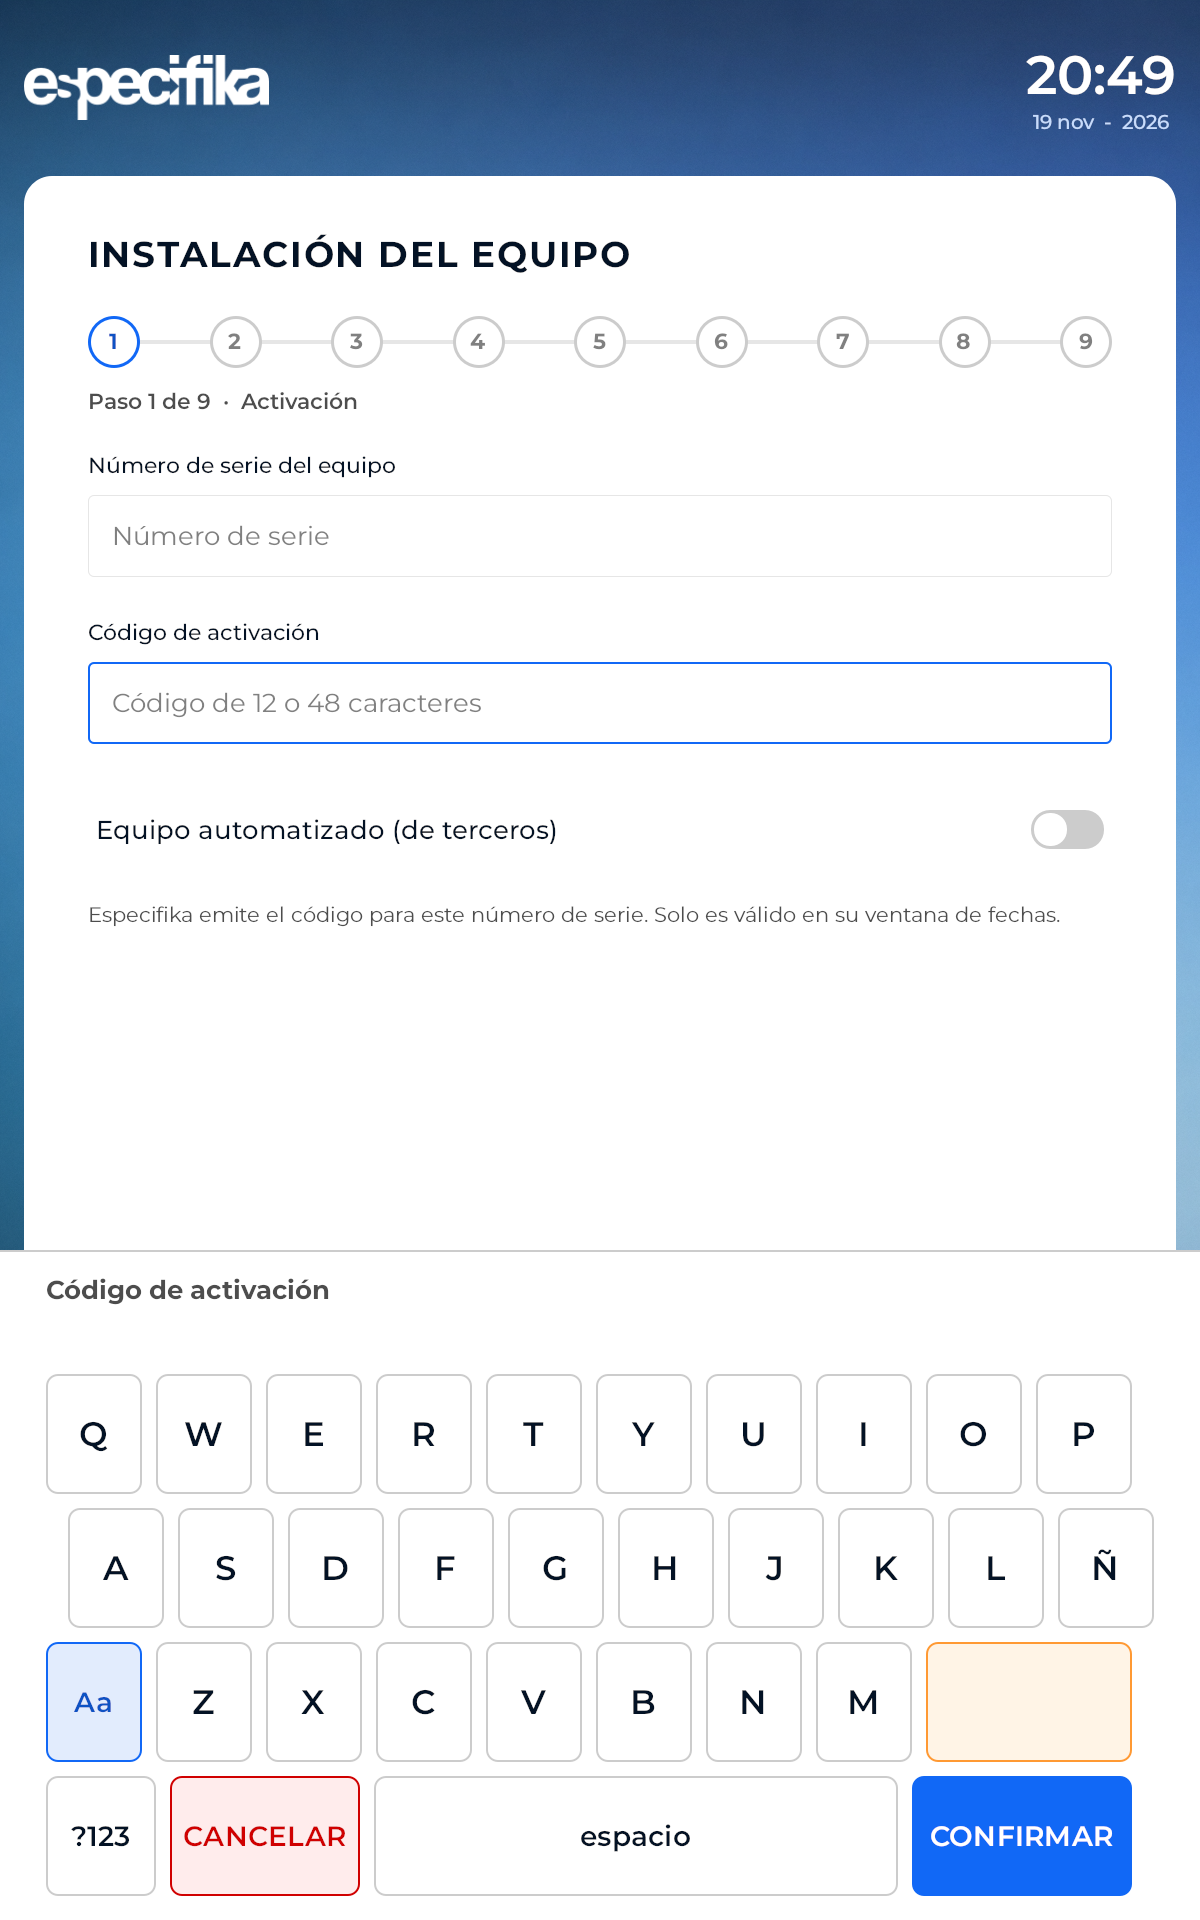 especifika
20:49
19 nov - 2026
INSTALACIÓN DEL EQUIPO
1 2 3 4 5 6 7 8 9
Paso 1 de 9 · Activación
Número de serie del equipo
Número de serie
Código de activación
Código de 12 o 48 caracteres
Equipo automatizado (de terceros)
Especifika emite el código para este número de serie. Solo es válido en su ventana de fechas.
Código de activación
Q W E R T Y U I O P
A S D F G H J K L Ñ
Aa Z X C V B N M
?123 CANCELAR espacio CONFIRMAR